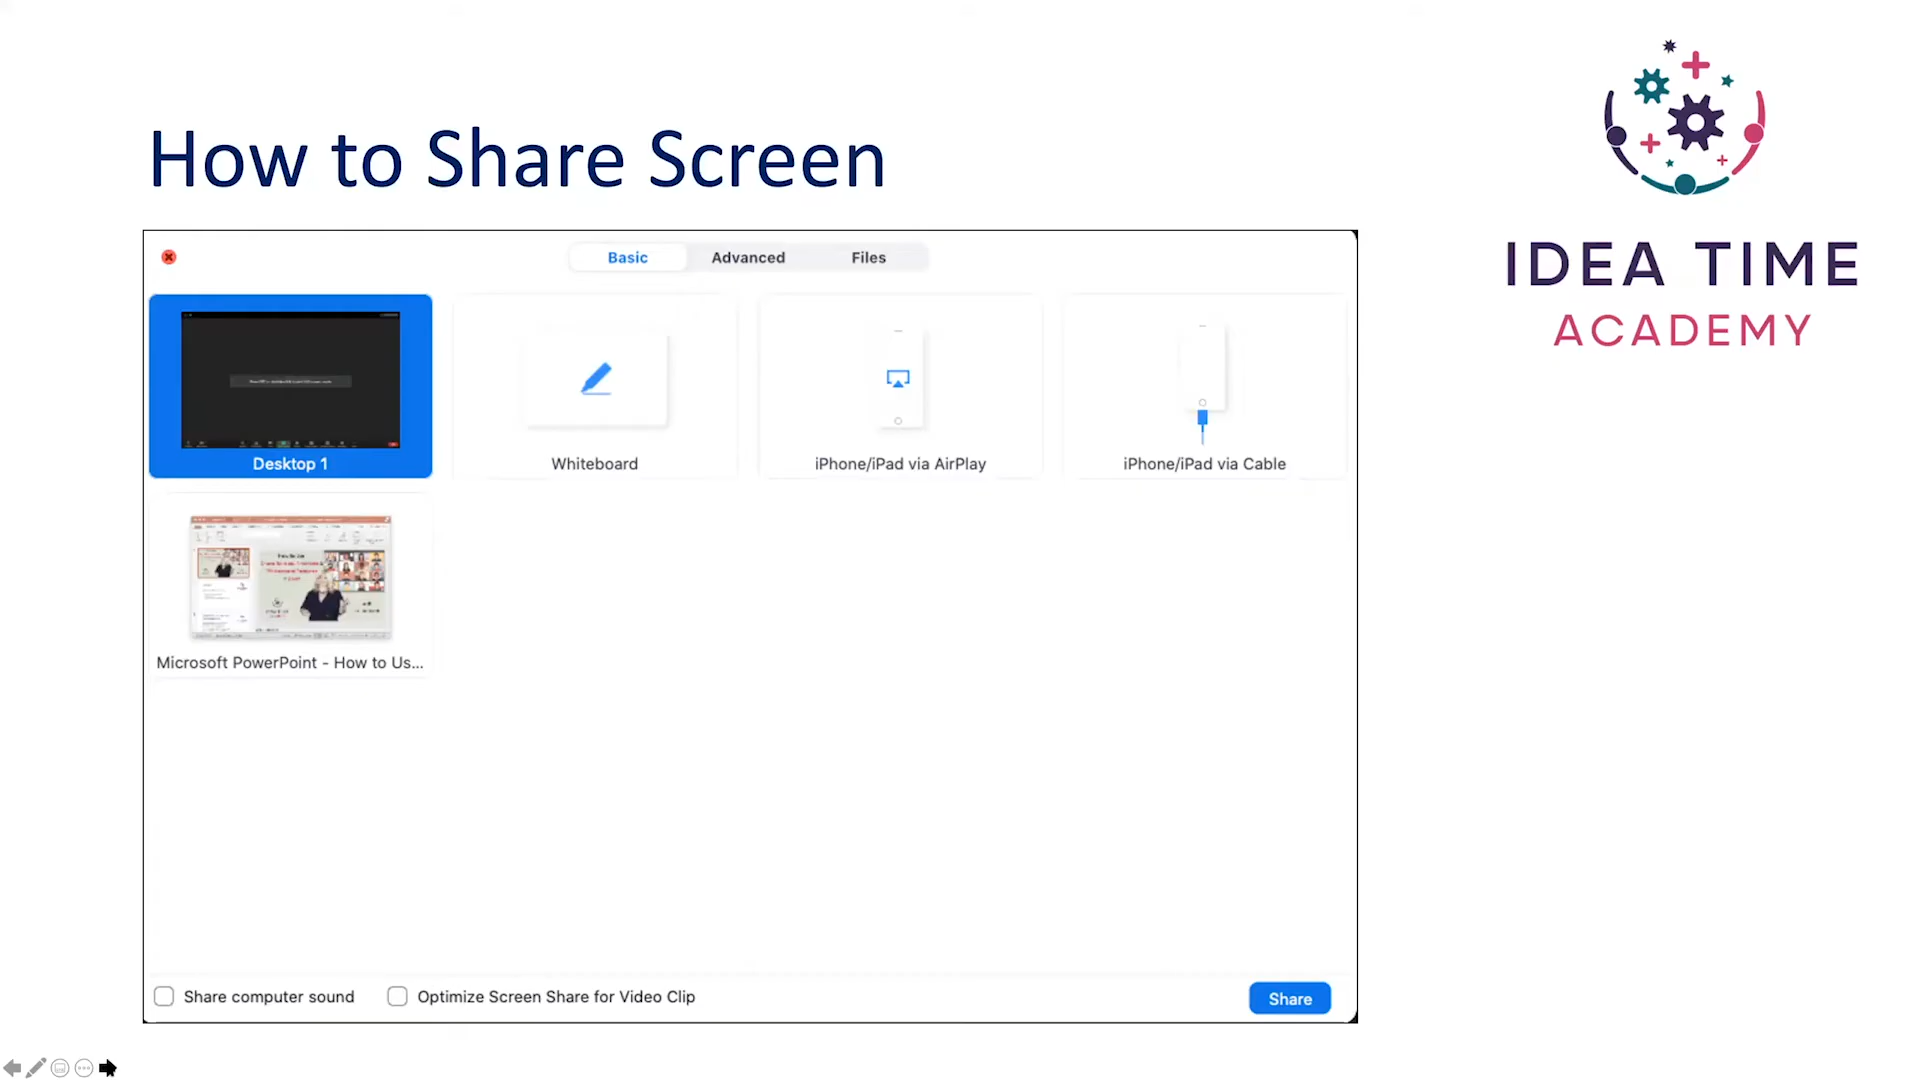 How to Share Screen
IDEA TIME
ACADEMY
Basic
Advanced
Files
Desktop 1
Whiteboard
iPhone/iPad via AirPlay
iPhone/iPad via Cable
Microsoft PowerPoint - How to Us...
Share computer sound
Optimize Screen Share for Video Clip
Share